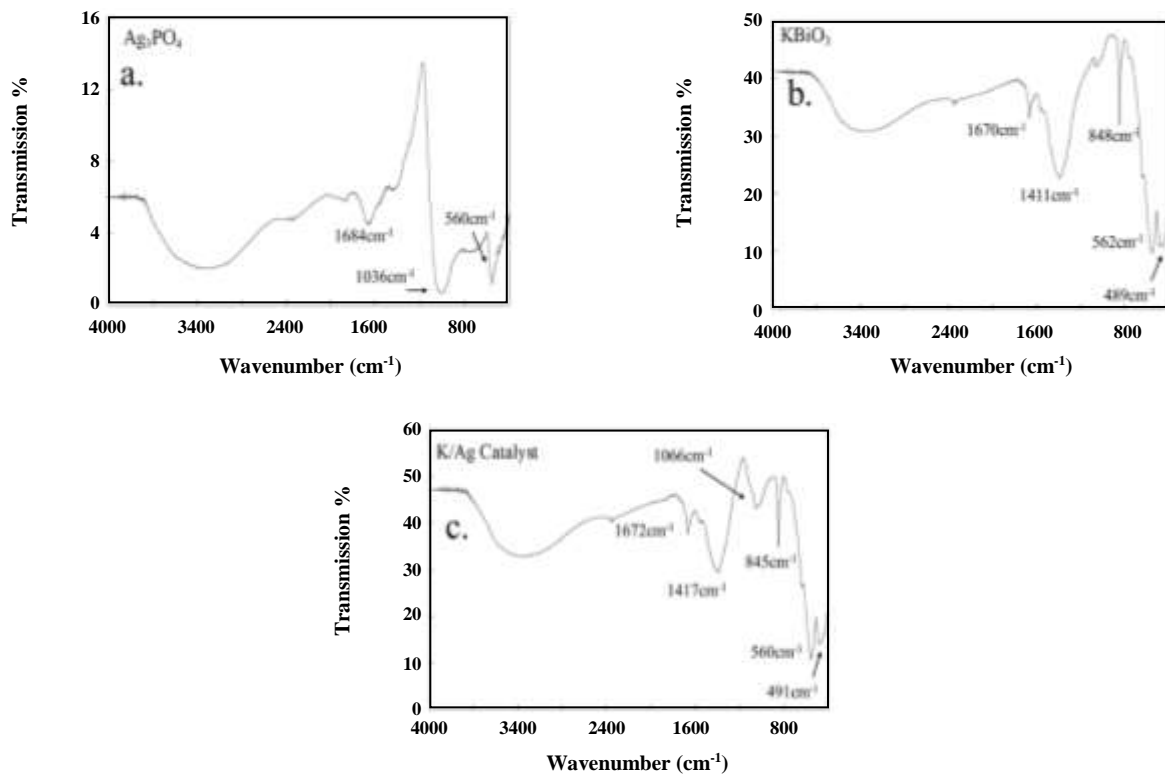 Ag₃PO₄
a.
Transmission %
16
12
8
6
4
2
0
1684cm⁻¹
560cm⁻¹
1036cm⁻¹
4000 3400 2400 1600 800
Wavenumber (cm⁻¹)
KBiO₃
b.
Transmission %
50
40
30
20
10
0
1670cm⁻¹
848cm⁻¹
1411cm⁻¹
562cm⁻¹
489cm⁻¹
4000 3400 2400 1600 800
Wavenumber (cm⁻¹)
K/Ag Catalyst
c.
Transmission %
60
50
40
30
20
10
0
1066cm⁻¹
1672cm⁻¹
845cm⁻¹
1417cm⁻¹
560cm⁻¹
491cm⁻¹
4000 3400 2400 1600 800
Wavenumber (cm⁻¹)